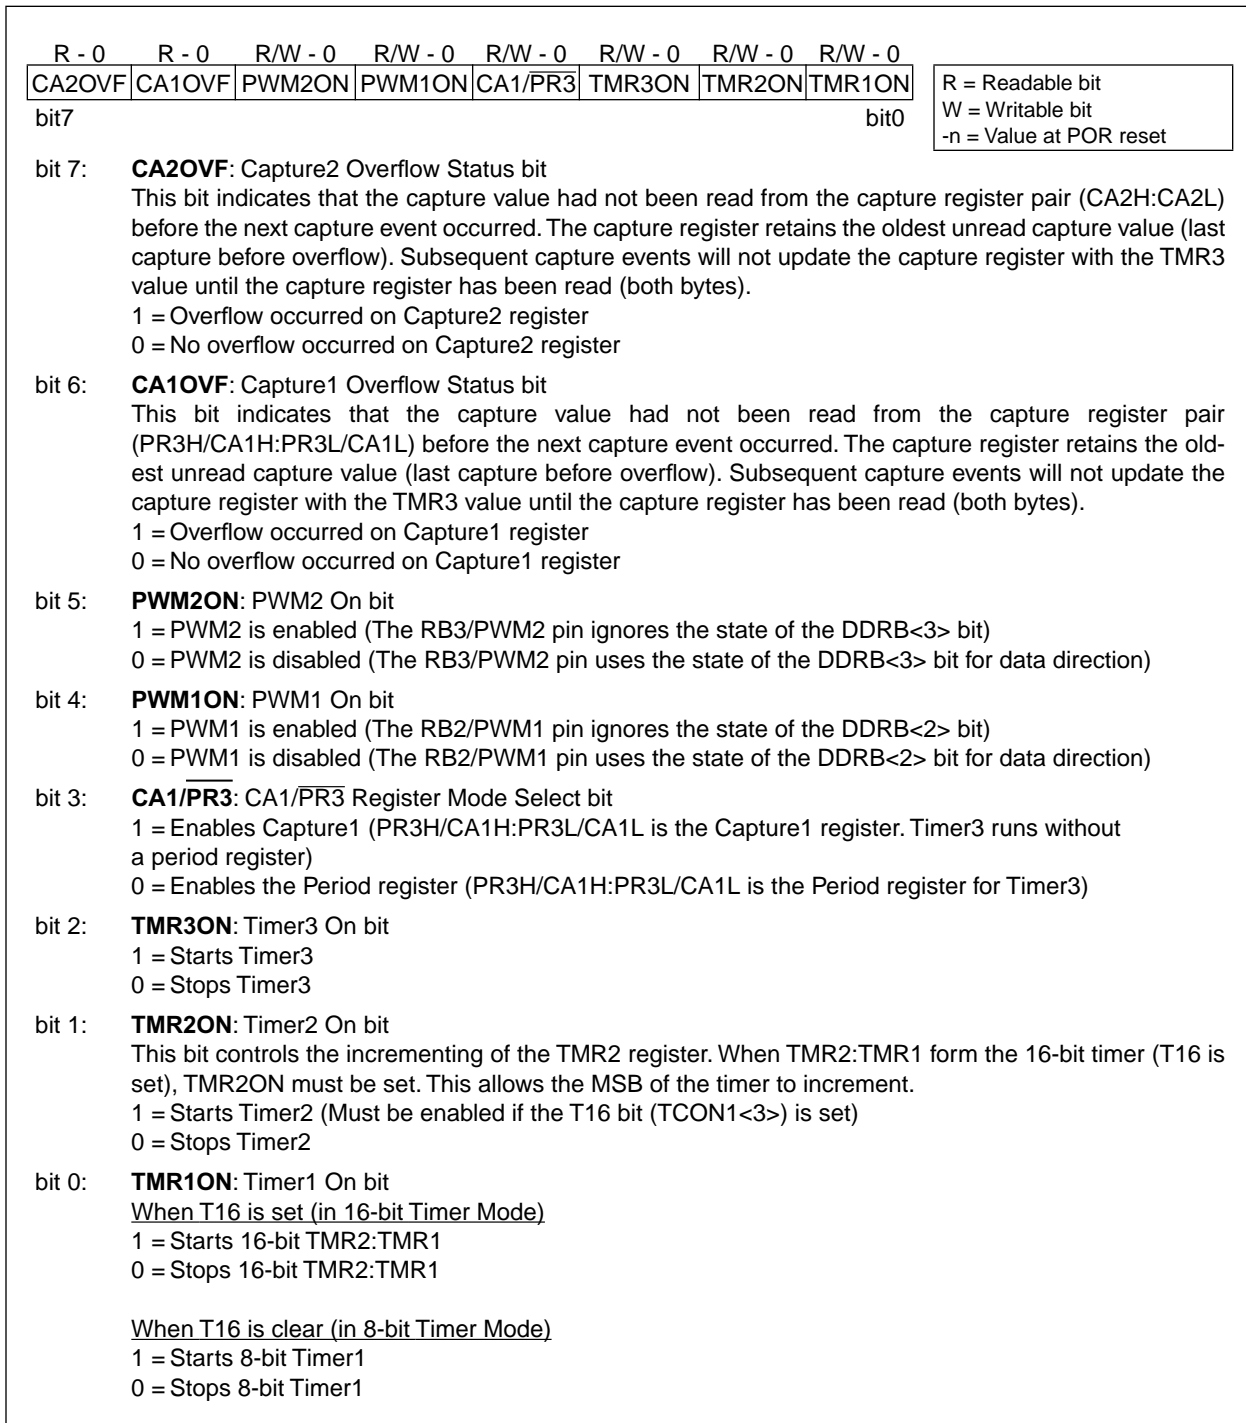 R - 0 R - 0 R/W - 0 R/W - 0 R/W - 0 R/W - 0 R/W - 0 R/W - 0
CA2OVF CA1OVF PWM2ON PWM1ON CA1/PR3 TMR3ON TMR2ON TMR1ON
bit7 bit0
R = Readable bit
W = Writable bit
-n = Value at POR reset
bit 7: CA2OVF: Capture2 Overflow Status bit
This bit indicates that the capture value had not been read from the capture register pair (CA2H:CA2L)
before the next capture event occurred. The capture register retains the oldest unread capture value (last
capture before overflow). Subsequent capture events will not update the capture register with the TMR3
value until the capture register has been read (both bytes).
1 = Overflow occurred on Capture2 register
0 = No overflow occurred on Capture2 register
bit 6: CA1OVF: Capture1 Overflow Status bit
This bit indicates that the capture value had not been read from the capture register pair
(PR3H/CA1H:PR3L/CA1L) before the next capture event occurred. The capture register retains the old-
est unread capture value (last capture before overflow). Subsequent capture events will not update the
capture register with the TMR3 value until the capture register has been read (both bytes).
1 = Overflow occurred on Capture1 register
0 = No overflow occurred on Capture1 register
bit 5: PWM2ON: PWM2 On bit
1 = PWM2 is enabled (The RB3/PWM2 pin ignores the state of the DDRB<3> bit)
0 = PWM2 is disabled (The RB3/PWM2 pin uses the state of the DDRB<3> bit for data direction)
bit 4: PWM1ON: PWM1 On bit
1 = PWM1 is enabled (The RB2/PWM1 pin ignores the state of the DDRB<2> bit)
0 = PWM1 is disabled (The RB2/PWM1 pin uses the state of the DDRB<2> bit for data direction)
bit 3: CA1/PR3: CA1/PR3 Register Mode Select bit
1 = Enables Capture1 (PR3H/CA1H:PR3L/CA1L is the Capture1 register. Timer3 runs without
a period register)
0 = Enables the Period register (PR3H/CA1H:PR3L/CA1L is the Period register for Timer3)
bit 2: TMR3ON: Timer3 On bit
1 = Starts Timer3
0 = Stops Timer3
bit 1: TMR2ON: Timer2 On bit
This bit controls the incrementing of the TMR2 register. When TMR2:TMR1 form the 16-bit timer (T16 is
set), TMR2ON must be set. This allows the MSB of the timer to increment.
1 = Starts Timer2 (Must be enabled if the T16 bit (TCON1<3>) is set)
0 = Stops Timer2
bit 0: TMR1ON: Timer1 On bit
When T16 is set (in 16-bit Timer Mode)
1 = Starts 16-bit TMR2:TMR1
0 = Stops 16-bit TMR2:TMR1
When T16 is clear (in 8-bit Timer Mode)
1 = Starts 8-bit Timer1
0 = Stops 8-bit Timer1